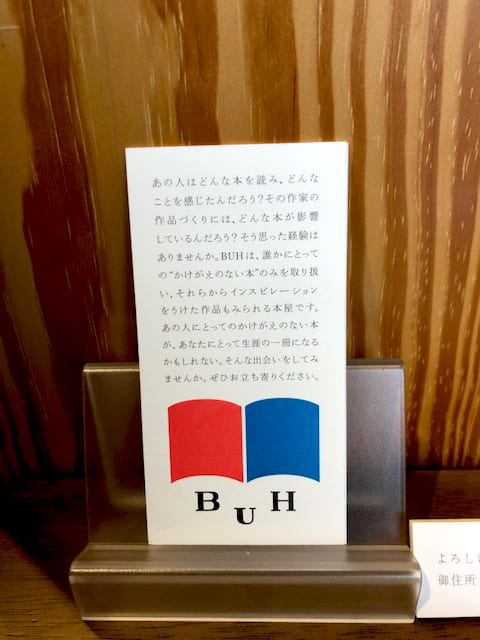 あの人はどんな本を読み、どんな
ことを感じたんだろう？その作家の
作品づくりには、どんな本が影響
しているんだろう？そう思った経験は
ありませんか。BUHは、誰かにとって
の“かけがえのない本”のみを取り扱
い、それらからインスピレーション
をうけた作品もみられる本屋です。
あの人にとってのかけがえのない本
が、あなたにとって生涯の一冊になる
かもしれない。そんな出会いをしてみ
ませんか。ぜひお立ち寄りください。
BUH
よろし
御住所